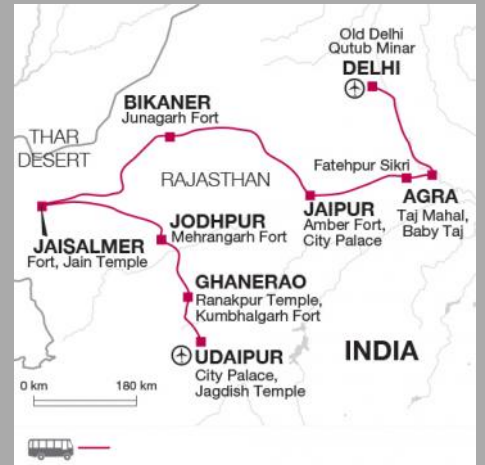 Old Delhi
Qutub Minar
DELHI
BIKANER
Junagarh Fort
THAR
DESERT
RAJASTHAN
Fatehpur Sikri
AGRA
Taj Mahal,
Baby Taj
JAIPUR
Amber Fort,
City Palace
JODHPUR
Mehrangarh Fort
JAISALMER
Fort, Jain Temple
GHANERAO
Ranakpur Temple,
Kumbhalgarh Fort
INDIA
UDAIPUR
City Palace,
Jagdish Temple
0 km 180 km